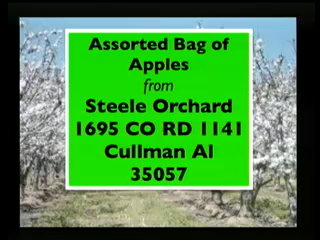 Assorted Bag of
Apples
from
Steele Orchard
1695 CO RD 1141
Cullman Al
35057